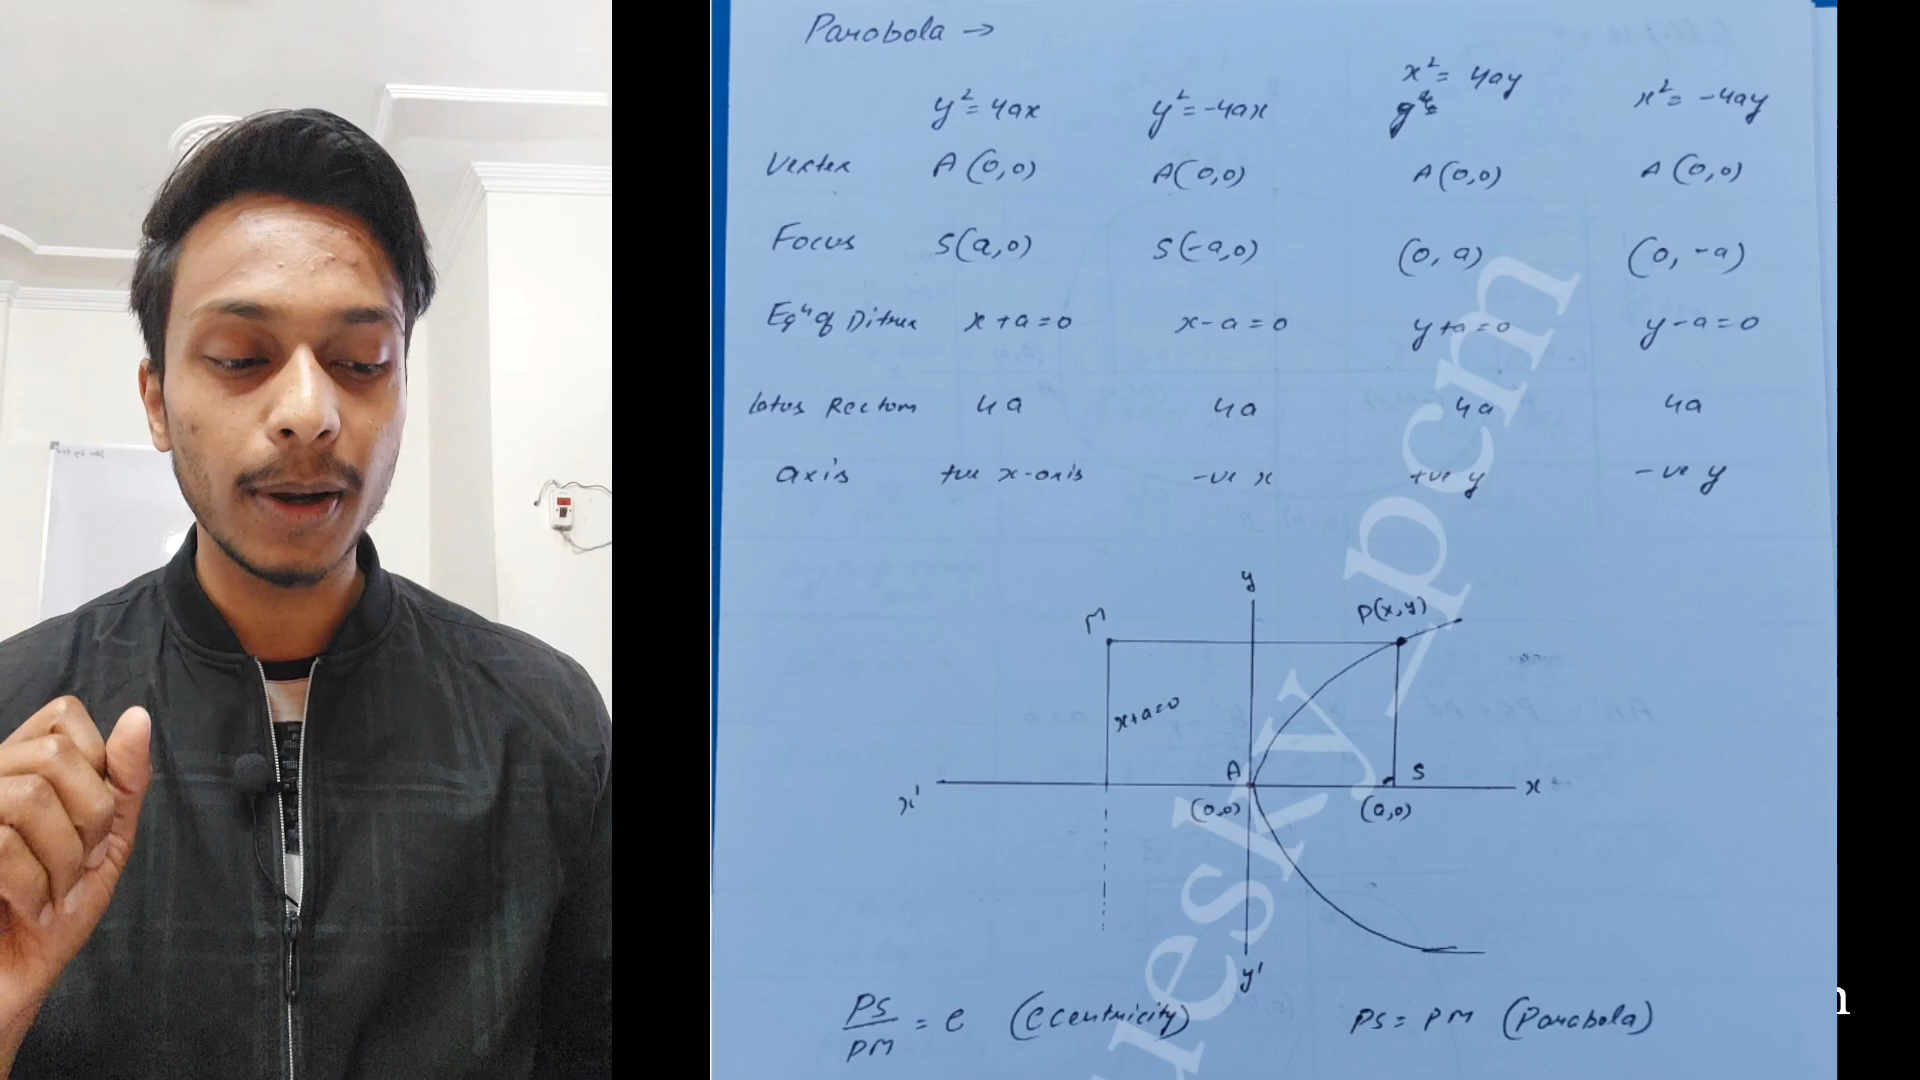 Parabola →
y² = 4ax y² = -4ax x² = 4ay x² = -4ay
Vertex A (0,0) A(0,0) A(0,0) A (0,0)
Focus S(a,0) S(-a,0) (0, a) (0, -a)
Eqⁿ of Ditrux x + a = 0 x - a = 0 y + a = 0 y - a = 0
Latus Rectum 4a 4a 4a 4a
axis +ve x-axis -ve x +ve y -ve y
y
M P(x,y)
x+a=0
A S
x' (0,0) (a,0) x
y'
PS/PM = e (eccentricity) PS = PM (Parabola)
uesky_pcm